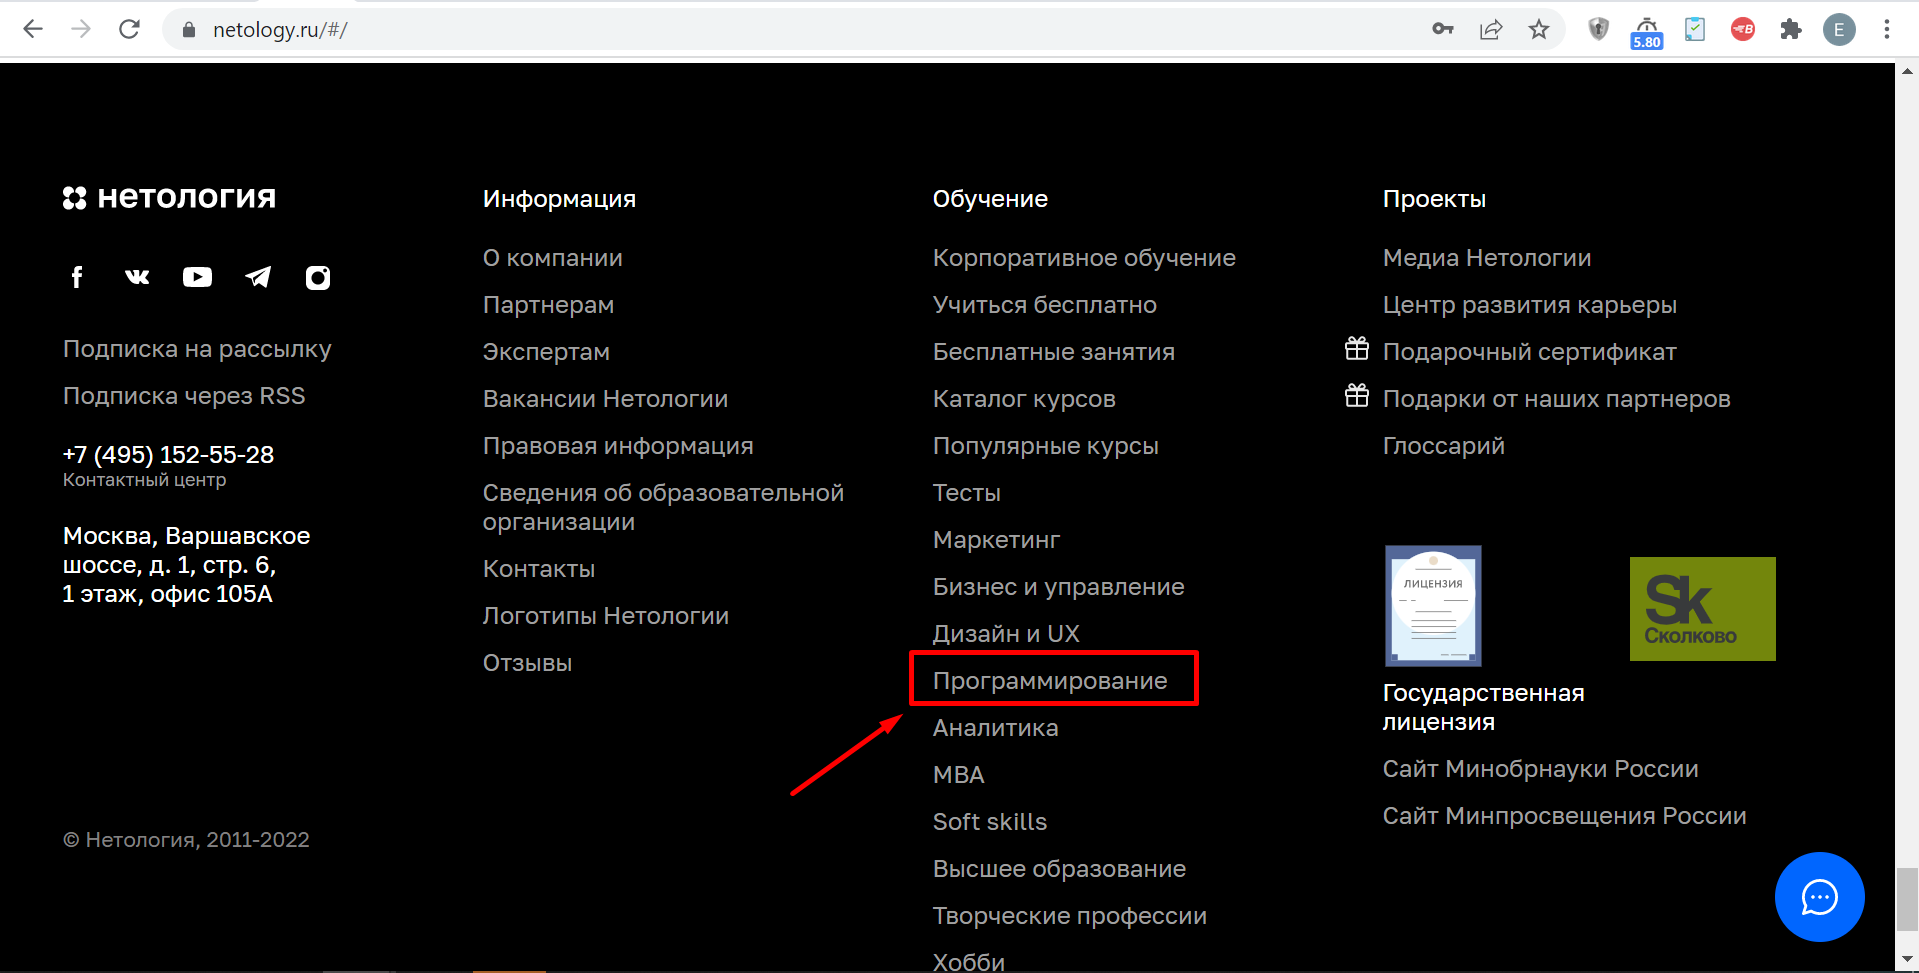 netology.ru/#/
5.80
B
E
нетология
Подписка на рассылку
Подписка через RSS
+7 (495) 152-55-28
Контактный центр
Москва, Варшавское
шоссе, д. 1, стр. 6,
1 этаж, офис 105А
© Нетология, 2011-2022
Информация
О компании
Партнерам
Экспертам
Вакансии Нетологии
Правовая информация
Сведения об образовательной
организации
Контакты
Логотипы Нетологии
Отзывы
Обучение
Корпоративное обучение
Учиться бесплатно
Бесплатные занятия
Каталог курсов
Популярные курсы
Тесты
Маркетинг
Бизнес и управление
Дизайн и UX
Программирование
Аналитика
MBA
Soft skills
Высшее образование
Творческие профессии
Хобби
Проекты
Медиа Нетологии
Центр развития карьеры
Подарочный сертификат
Подарки от наших партнеров
Глоссарий
ЛИЦЕНЗИЯ
Sk
Сколково
Государственная
лицензия
Сайт Минобрнауки России
Сайт Минпросвещения России